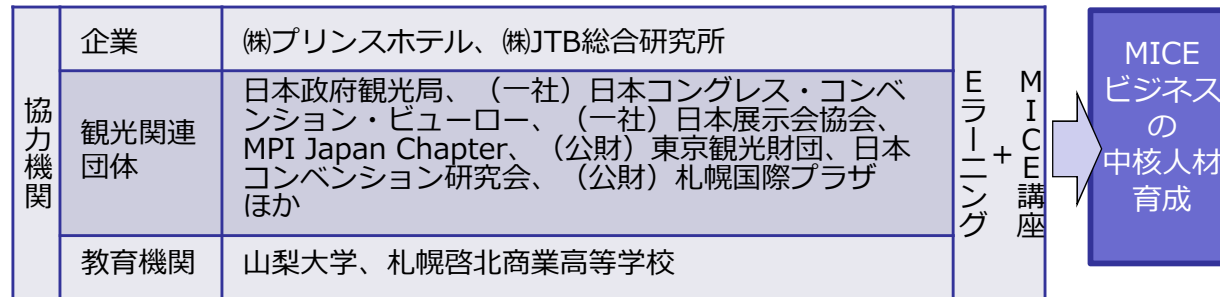 協力機関
企業
㈱プリンスホテル、㈱JTB総合研究所
観光関連
団体
日本政府観光局、（一社）日本コングレス・コンベ
ンション・ビューロー、（一社）日本展示会協会、
MPI Japan Chapter、（公財）東京観光財団、日本
コンベンション研究会、（公財）札幌国際プラザ
ほか
教育機関
山梨大学、札幌啓北商業高等学校
MICE講座
+
Eラーニング
MICE
ビジネス
の
中核人材
育成